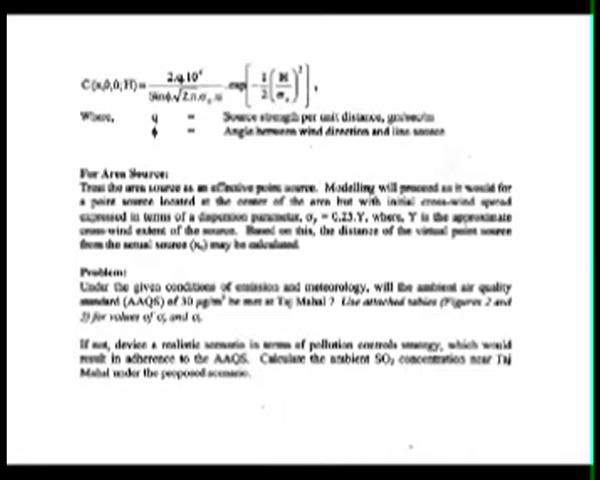 C (x,0,0; H) = 2.q.10⁶ / Sinϕ.√2.π.σz.u .exp[ -1/2 (H/σz)² ],
Where, q = Source strength per unit distance, gm/sec/m
ϕ = Angle between wind direction and line source
For Area Source:
Treat the area source as an effective point source. Modelling will proceed as it would for
a point source located at the center of the area but with initial cross-wind spread
expressed in terms of a dispersion parameter, σy = 0.23.Y, where, Y is the approximate
cross-wind extent of the source. Based on this, the distance of the virtual point source
from the actual source (x₀) may be calculated.
Problem:
Under the given conditions of emission and meteorology, will the ambient air quality
standard (AAQS) of 30 µg/m³ be met at Taj Mahal ? Use attached tables (Figures 2 and
3) for values of σy and σz
If not, device a realistic scenario in terms of pollution controls strategy, which would
result in adherence to the AAQS. Calculate the ambient SO₂ concentration near Taj
Mahal under the proposed scenario.